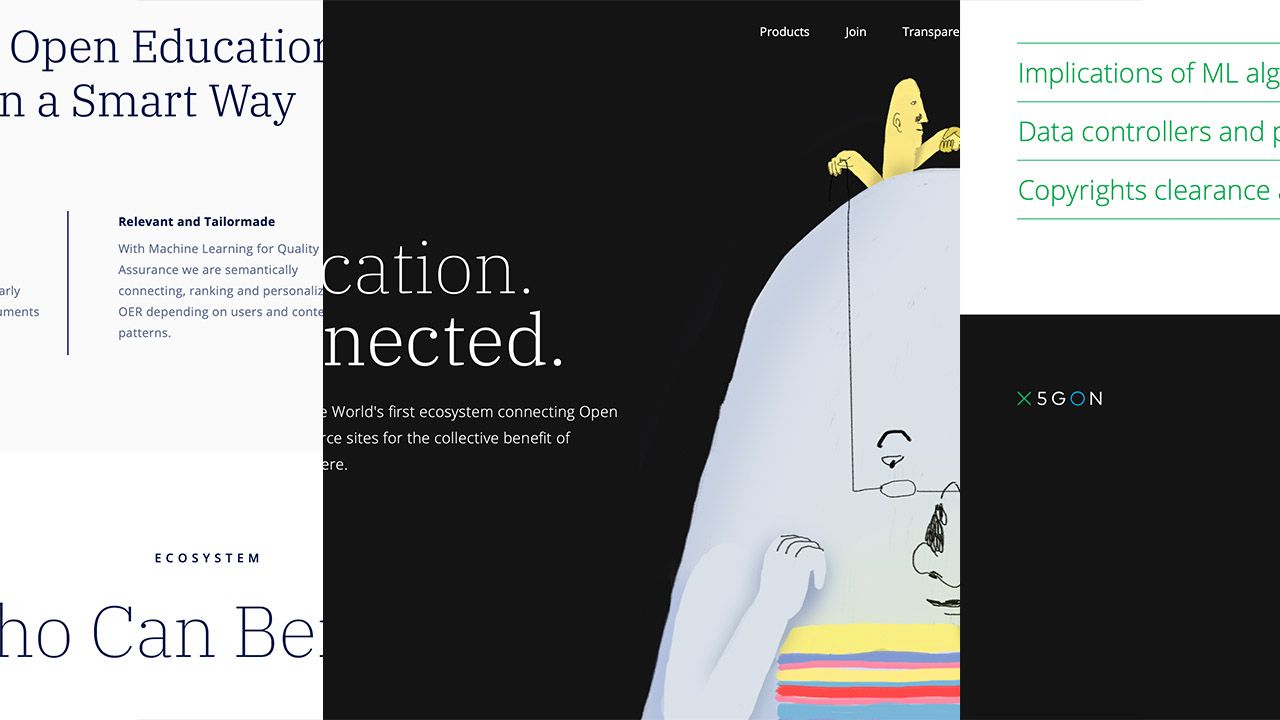 Open Education
n a Smart Way
Relevant and Tailormade
With Machine Learning for Quality
Assurance we are semantically
connecting, ranking and personaliz
OER depending on users and conte
patterns.
arly
uments
ECOSYSTEM
ho Can Be
Products Join Transpare
cation.
nected.
e World's first ecosystem connecting Open
rce sites for the collective benefit of
ere.
Implications of ML alg
Data controllers and p
Copyrights clearance
X5GON